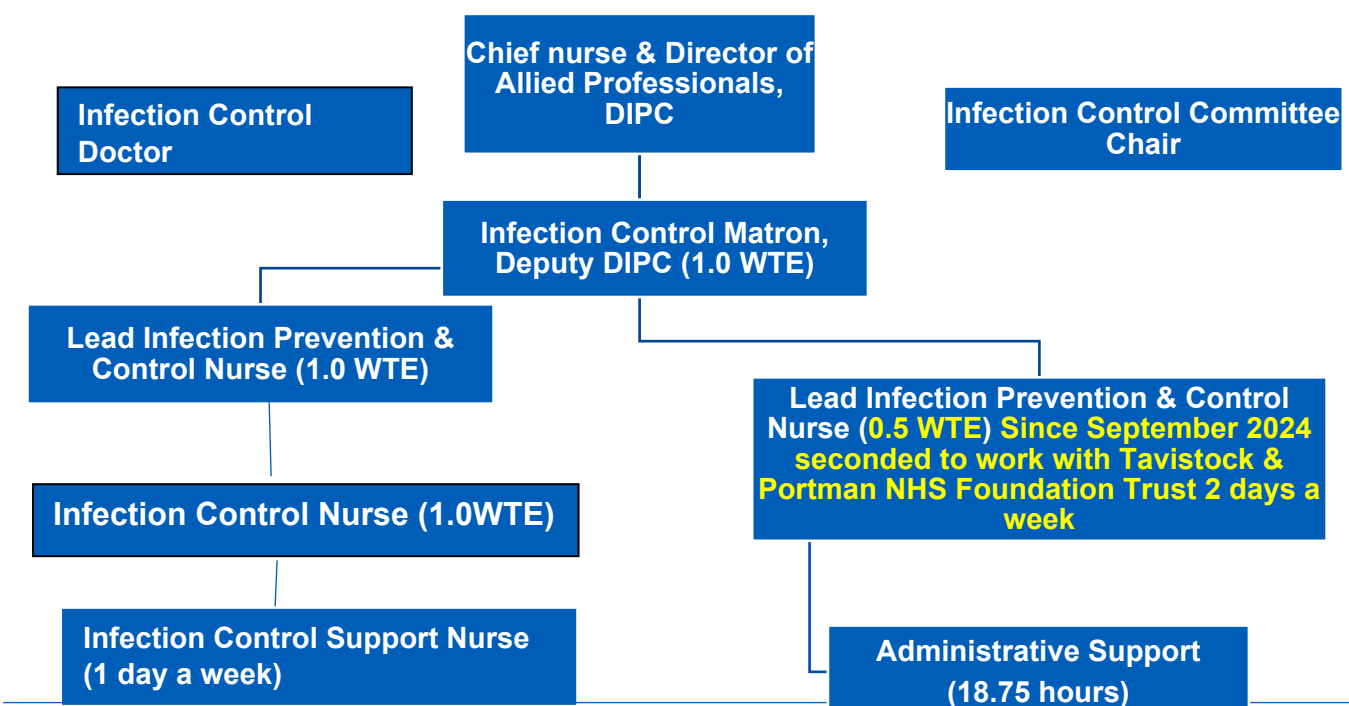 Chief nurse & Director of
Allied Professionals,
DIPC
Infection Control
Doctor
Infection Control Committee
Chair
Infection Control Matron,
Deputy DIPC (1.0 WTE)
Lead Infection Prevention &
Control Nurse (1.0 WTE)
Lead Infection Prevention & Control
Nurse (0.5 WTE) Since September 2024
seconded to work with Tavistock &
Portman NHS Foundation Trust 2 days a
week
Infection Control Nurse (1.0WTE)
Infection Control Support Nurse
(1 day a week)
Administrative Support
(18.75 hours)